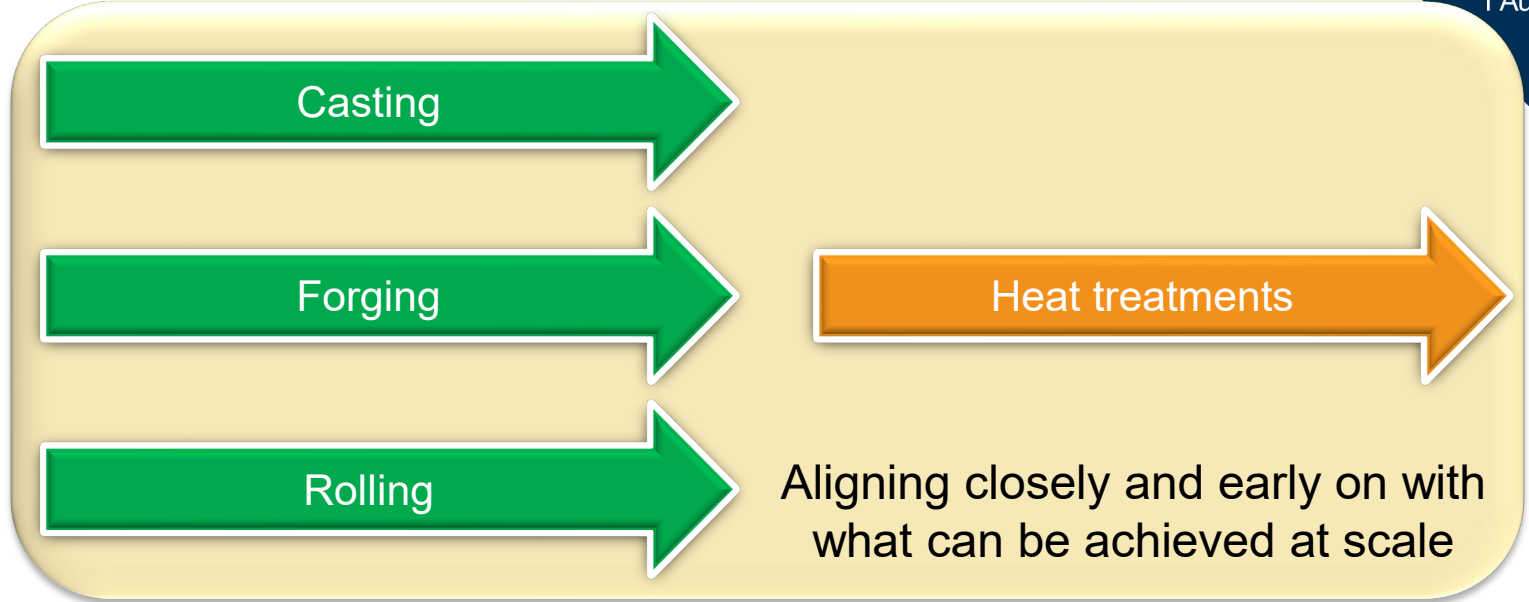 Casting
Forging
Heat treatments
Rolling
Aligning closely and early on with
what can be achieved at scale